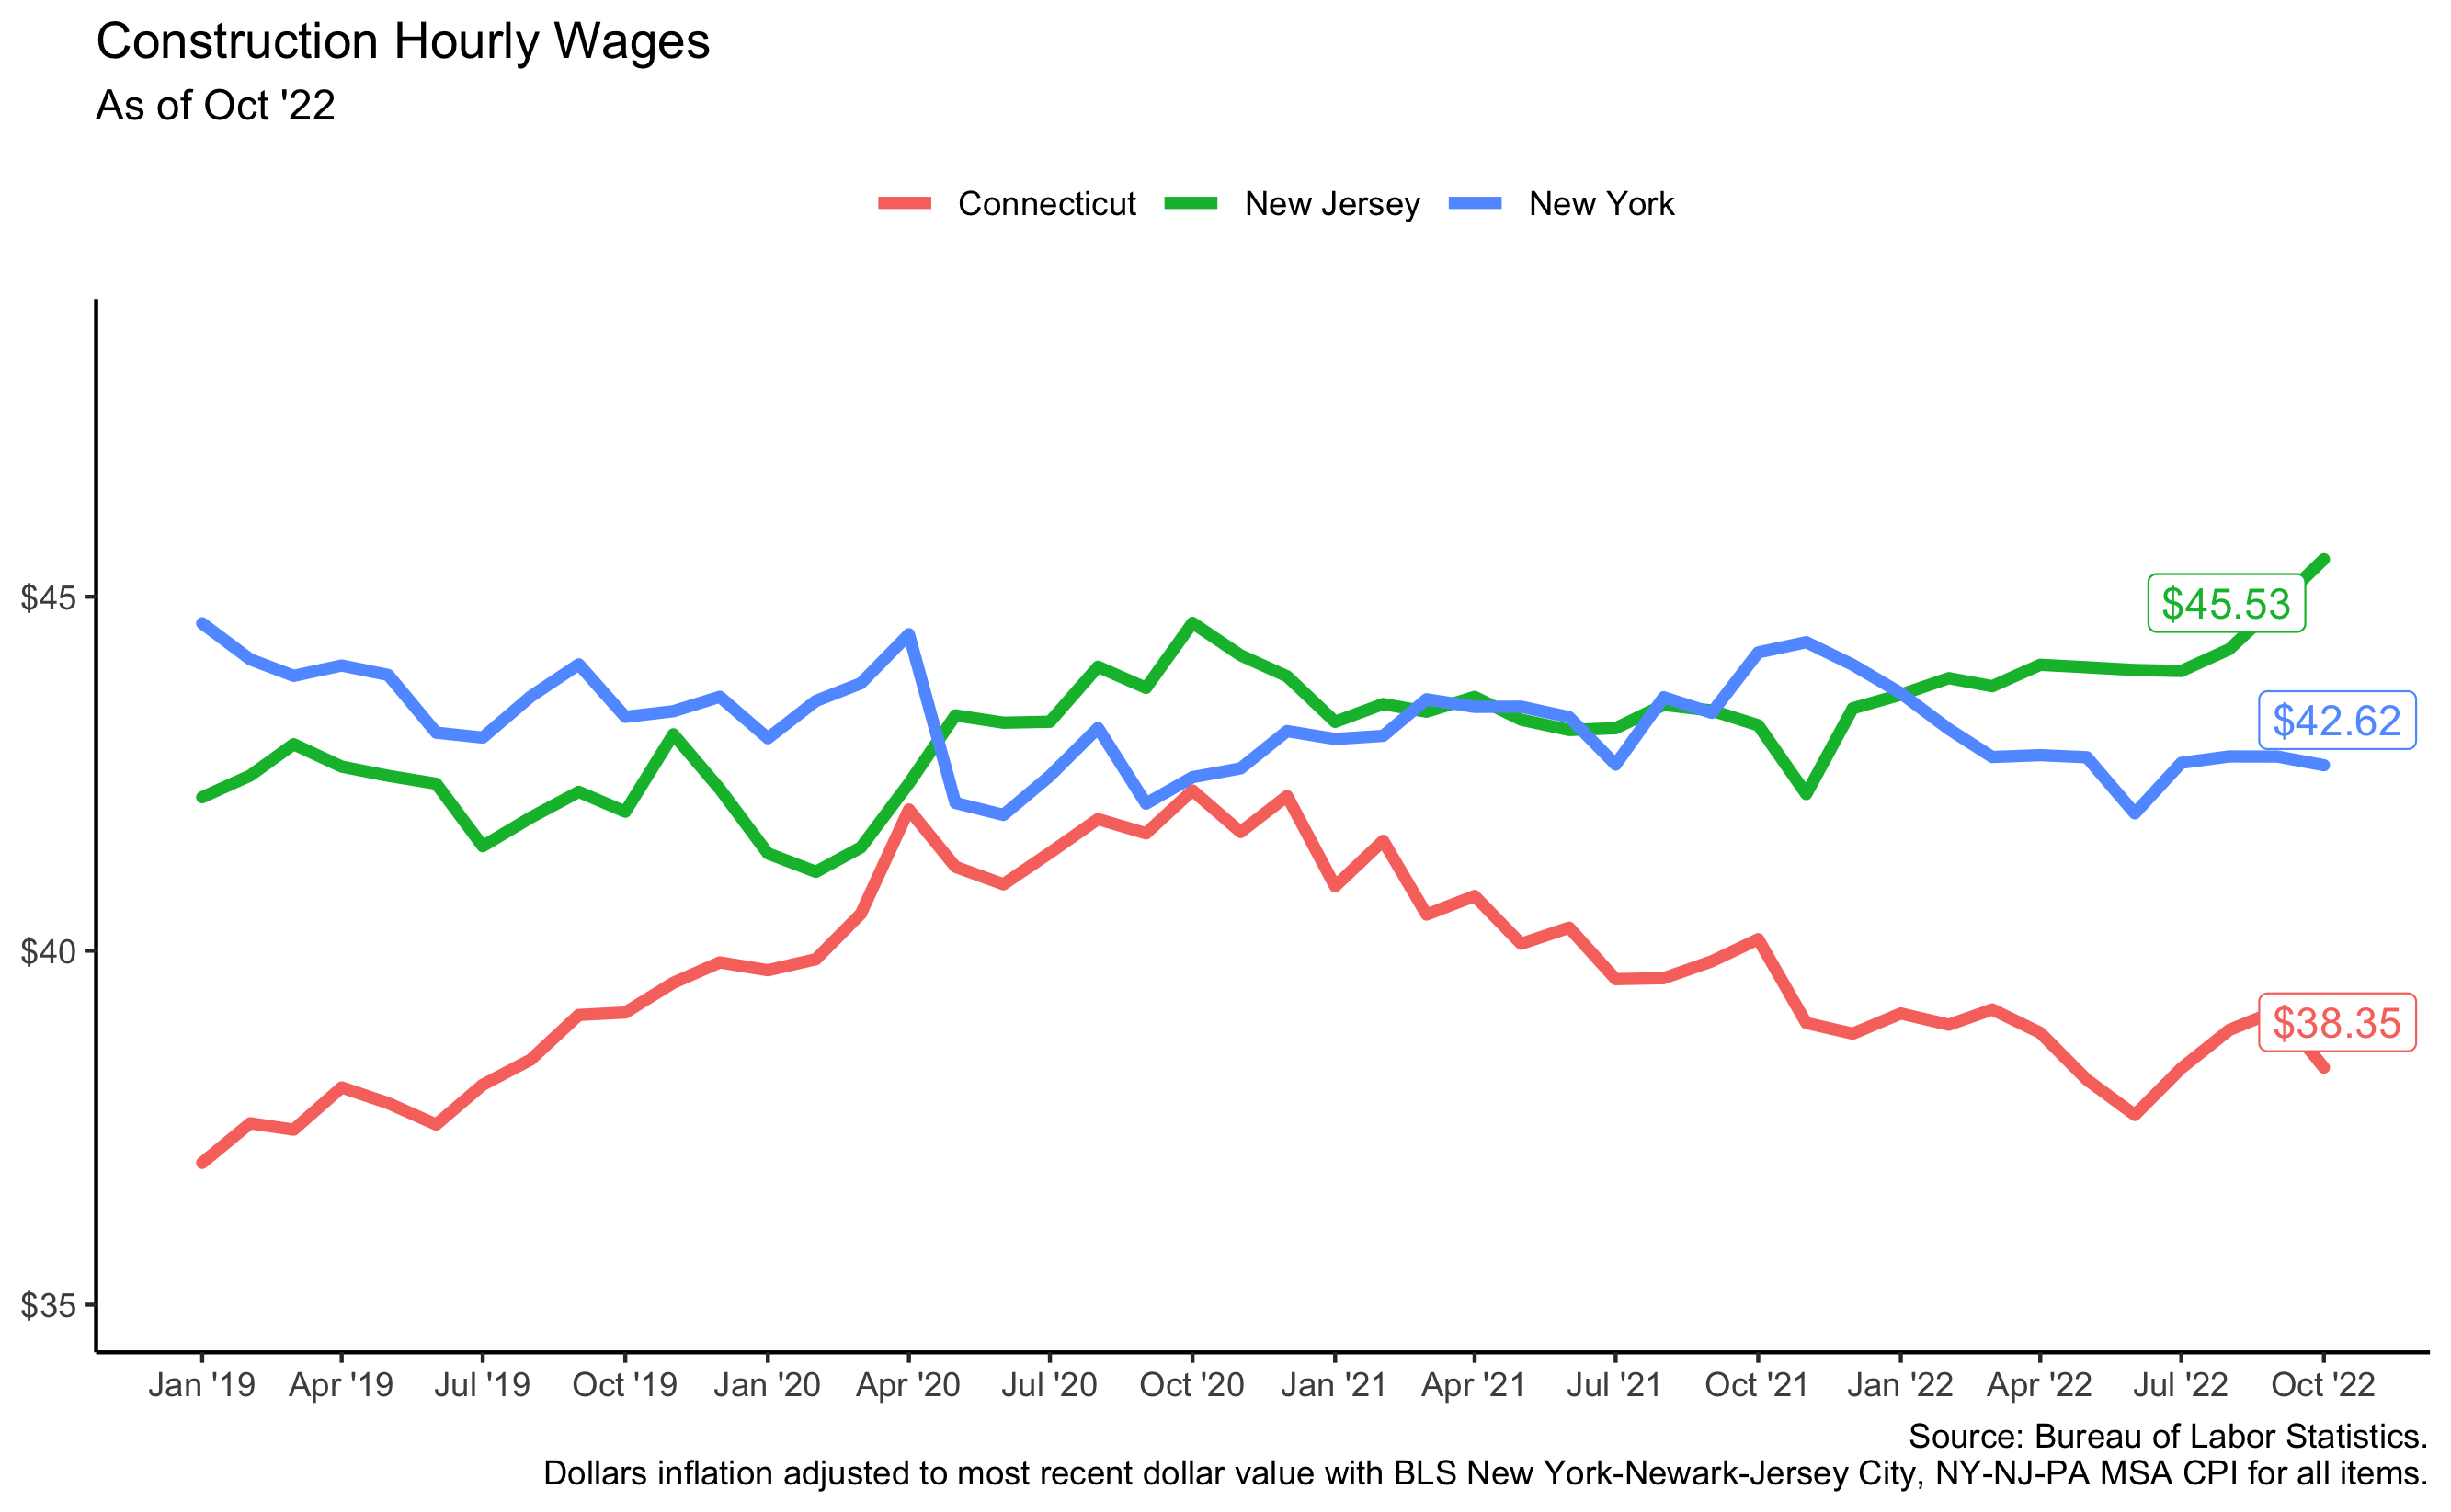 Construction Hourly Wages
As of Oct '22
Connecticut New Jersey New York
$45
$40
$35
$45.53
$42.62
$38.35
Jan '19 Apr '19 Jul '19 Oct '19 Jan '20 Apr '20 Jul '20 Oct '20 Jan '21 Apr '21 Jul '21 Oct '21 Jan '22 Apr '22 Jul '22 Oct '22
Source: Bureau of Labor Statistics.
Dollars inflation adjusted to most recent dollar value with BLS New York-Newark-Jersey City, NY-NJ-PA MSA CPI for all items.